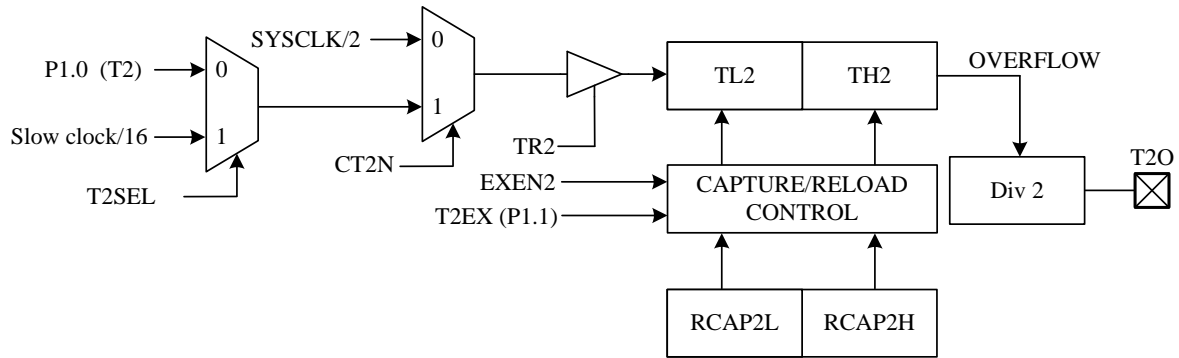 SYSCLK/2
0
1
P1.0 (T2)
0
Slow clock/16
1
T2SEL
CT2N
TR2
TL2
TH2
OVERFLOW
EXEN2
T2EX (P1.1)
CAPTURE/RELOAD
CONTROL
Div 2
T2O
RCAP2L
RCAP2H